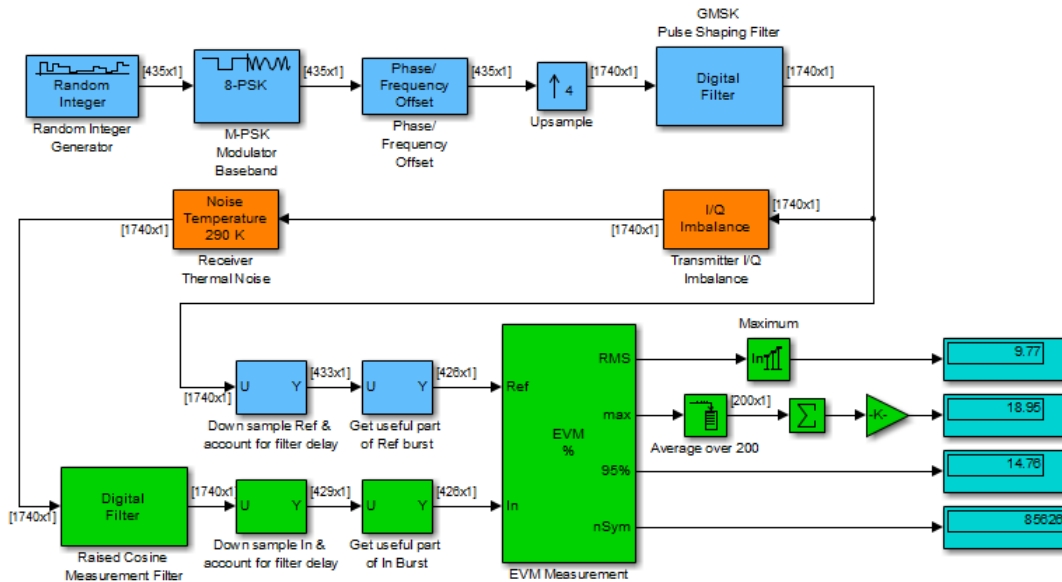 GMSK
Pulse Shaping Filter
Random
Integer
[435x1]
8-PSK
[435x1]
Phase/
Frequency
Offset
[435x1]
4
[1740x1]
Digital
Filter
[1740x1]
Random Integer
Generator
M-PSK
Modulator
Baseband
Phase/
Frequency
Offset
Upsample
[1740x1]
Noise
Temperature
290 K
[1740x1]
I/Q
Imbalance
[1740x1]
Receiver
Thermal Noise
Transmitter I/Q
Imbalance
Maximum
[1740x1]
U Y
[433x1]
U Y
[426x1]
Down sample Ref &
account for filter delay
Get useful part
of Ref burst
Ref
In
EVM
%
RMS
max
95%
nSym
EVM Measurement
In
9.77
[200x1]
Average over 200
Σ
-K-
18.95
14.76
85626
[1740x1]
Digital
Filter
[1740x1]
U Y
[429x1]
U Y
[426x1]
Raised Cosine
Measurement Filter
Down sample In &
account for filter delay
Get useful part
of In Burst